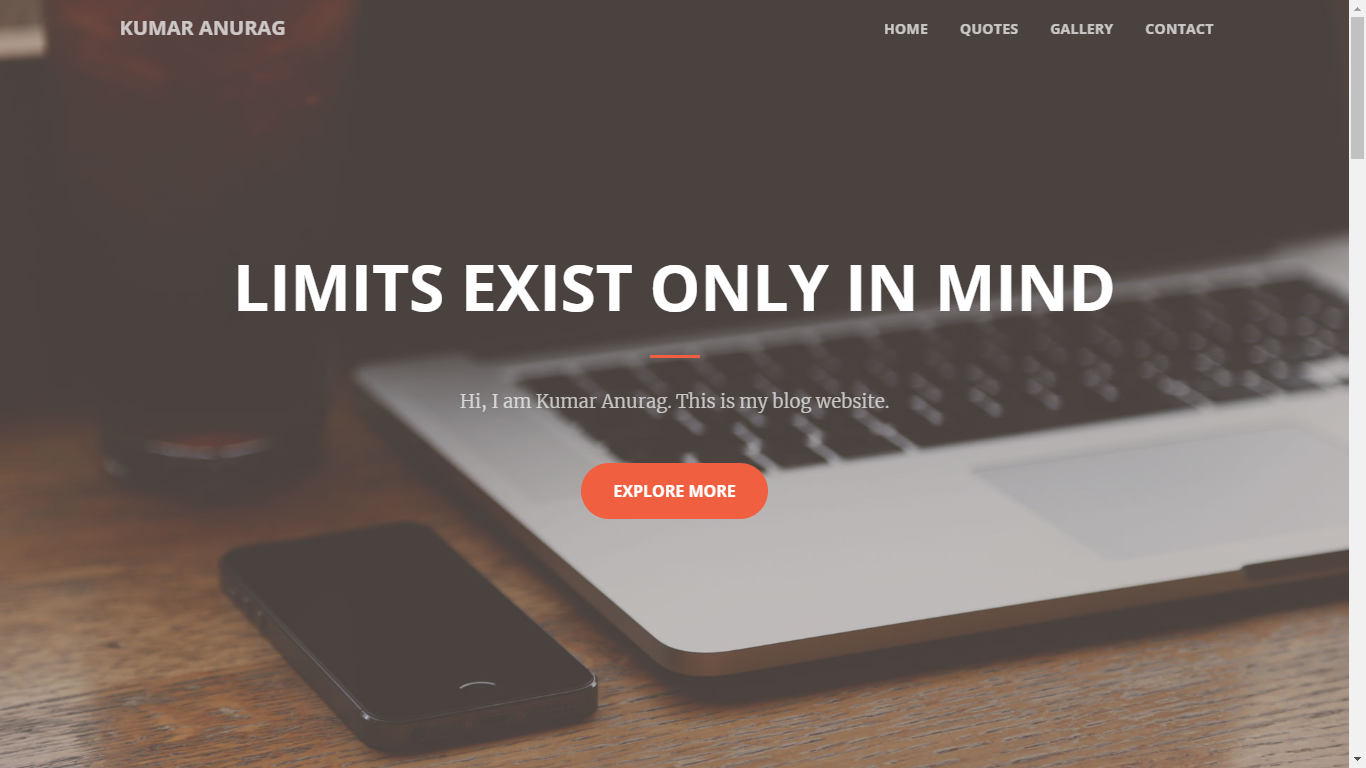 KUMAR ANURAG
HOME QUOTES GALLERY CONTACT
LIMITS EXIST ONLY IN MIND
Hi, I am Kumar Anurag. This is my blog website.
EXPLORE MORE